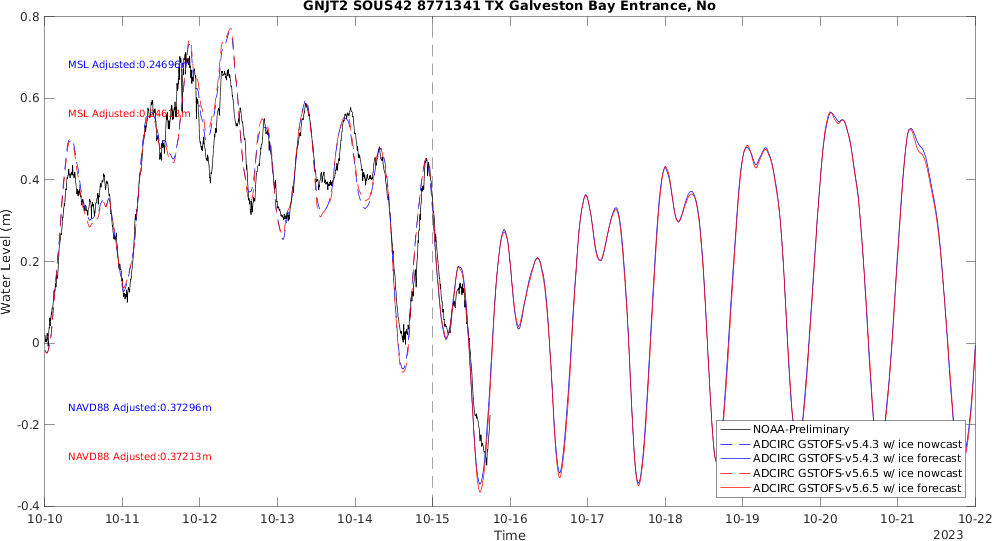 GNJT2 SOUS42 8771341 TX Galveston Bay Entrance, No
Water Level (m)
0.8
0.6
0.4
0.2
0
-0.2
-0.4
MSL Adjusted:0.24696m
MSL Adjusted:
NAVD88 Adjusted:0.37296m
NAVD88 Adjusted:0.37213m
NOAA-Preliminary
ADCIRC GSTOFS-v5.4.3 w/ ice nowcast
ADCIRC GSTOFS-v5.4.3 w/ ice forecast
ADCIRC GSTOFS-v5.6.5 w/ ice nowcast
ADCIRC GSTOFS-v5.6.5 w/ ice forecast
10-10 10-11 10-12 10-13 10-14 10-15 10-16 10-17 10-18 10-19 10-20 10-21 10-22
Time
2023